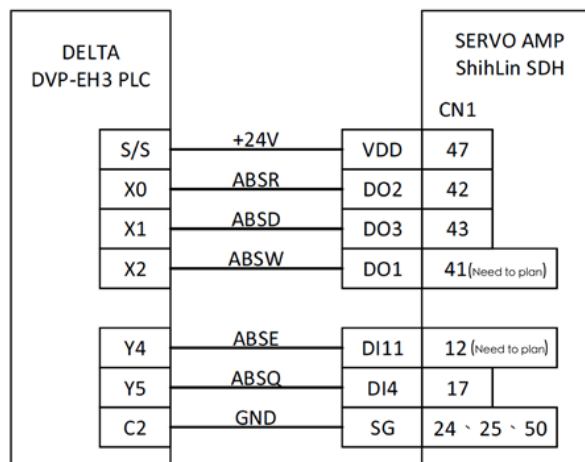 DELTA
DVP-EH3 PLC
SERVO AMP
ShihLin SDH
CN1
S/S +24V VDD 47
X0 ABSR DO2 42
X1 ABSD DO3 43
X2 ABSW DO1 41(Need to plan)
Y4 ABSE DI11 12(Need to plan)
Y5 ABSQ DI4 17
C2 GND SG 24、25、50